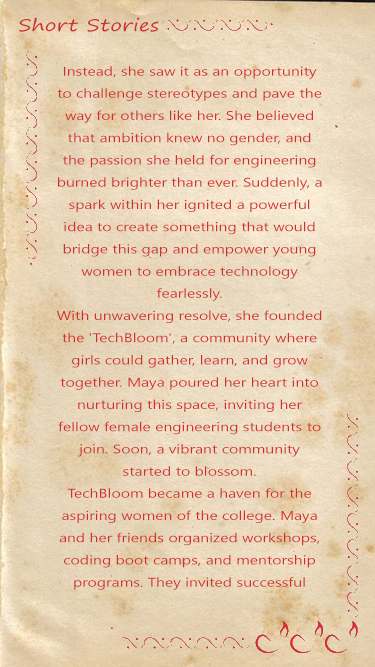 Short Stories
Instead, she saw it as an opportunity
to challenge stereotypes and pave the
way for others like her. She believed
that ambition knew no gender, and
the passion she held for engineering
burned brighter than ever. Suddenly, a
spark within her ignited a powerful
idea to create something that would
bridge this gap and empower young
women to embrace technology
fearlessly.
With unwavering resolve, she founded
the 'TechBloom', a community where
girls could gather, learn, and grow
together. Maya poured her heart into
nurturing this space, inviting her
fellow female engineering students to
join. Soon, a vibrant community
started to blossom.
TechBloom became a haven for the
aspiring women of the college. Maya
and her friends organized workshops,
coding boot camps, and mentorship
programs. They invited successful